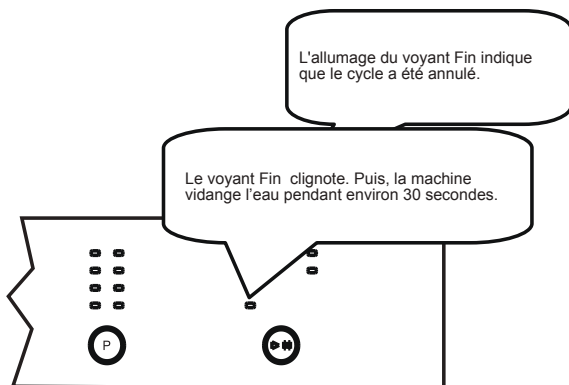 L'allumage du voyant Fin indique
que le cycle a été annulé.
Le voyant Fin  clignote. Puis, la machine
vidange l’eau pendant environ 30 secondes.
P